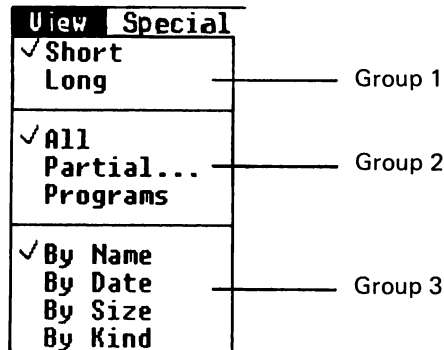 View Special
✓Short
Long
Group 1
✓All
Partial...
Group 2
Programs
✓By Name
By Date
Group 3
By Size
By Kind